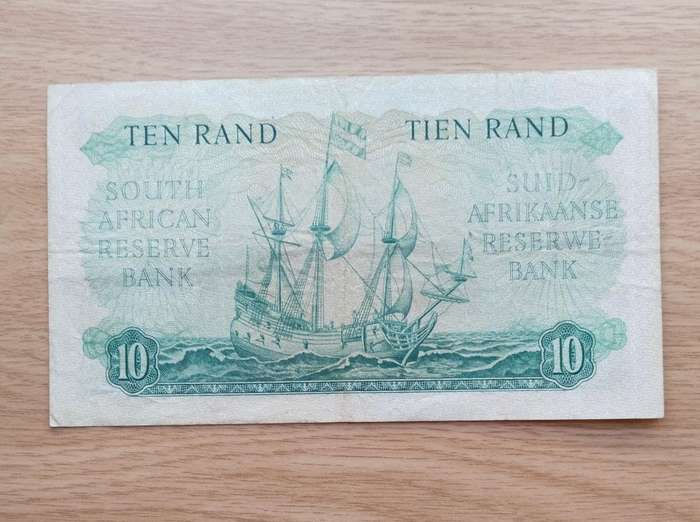 TEN RAND
TIEN RAND
SOUTH
AFRICAN
RESERVE
BANK
SUID-
AFRIKAANSE
RESERWE-
BANK
10
10